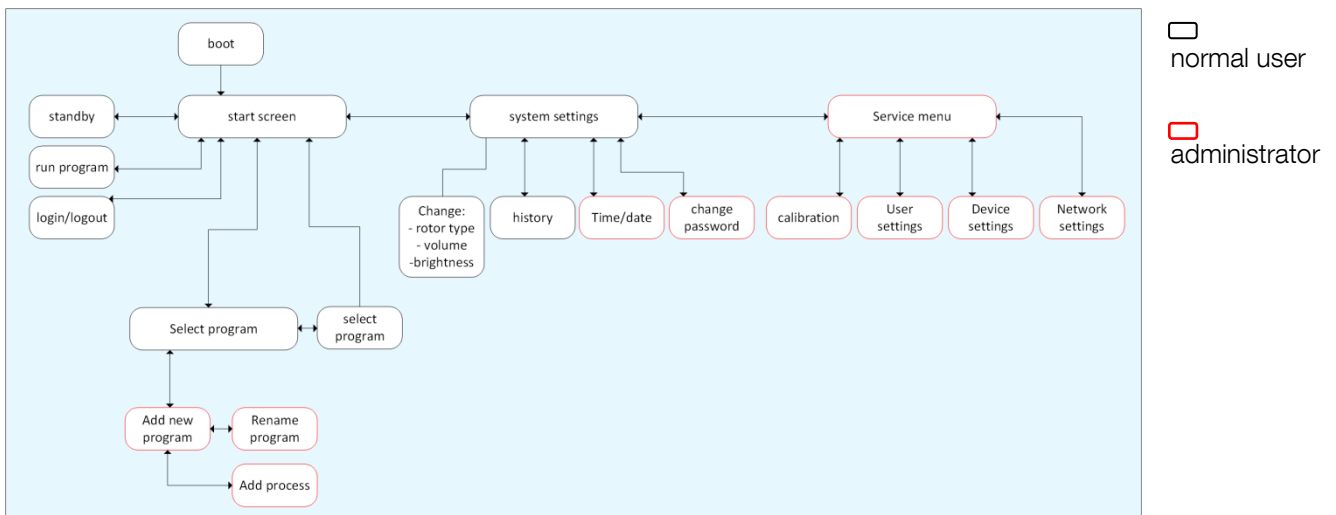 boot
normal user
standby
start screen
system settings
Service menu
administrator
run program
login/logout
Change:
- rotor type
- volume
-brightness
history
Time/date
change
password
calibration
User
settings
Device
settings
Network
settings
Select program
select
program
Add new
program
Rename
program
Add process